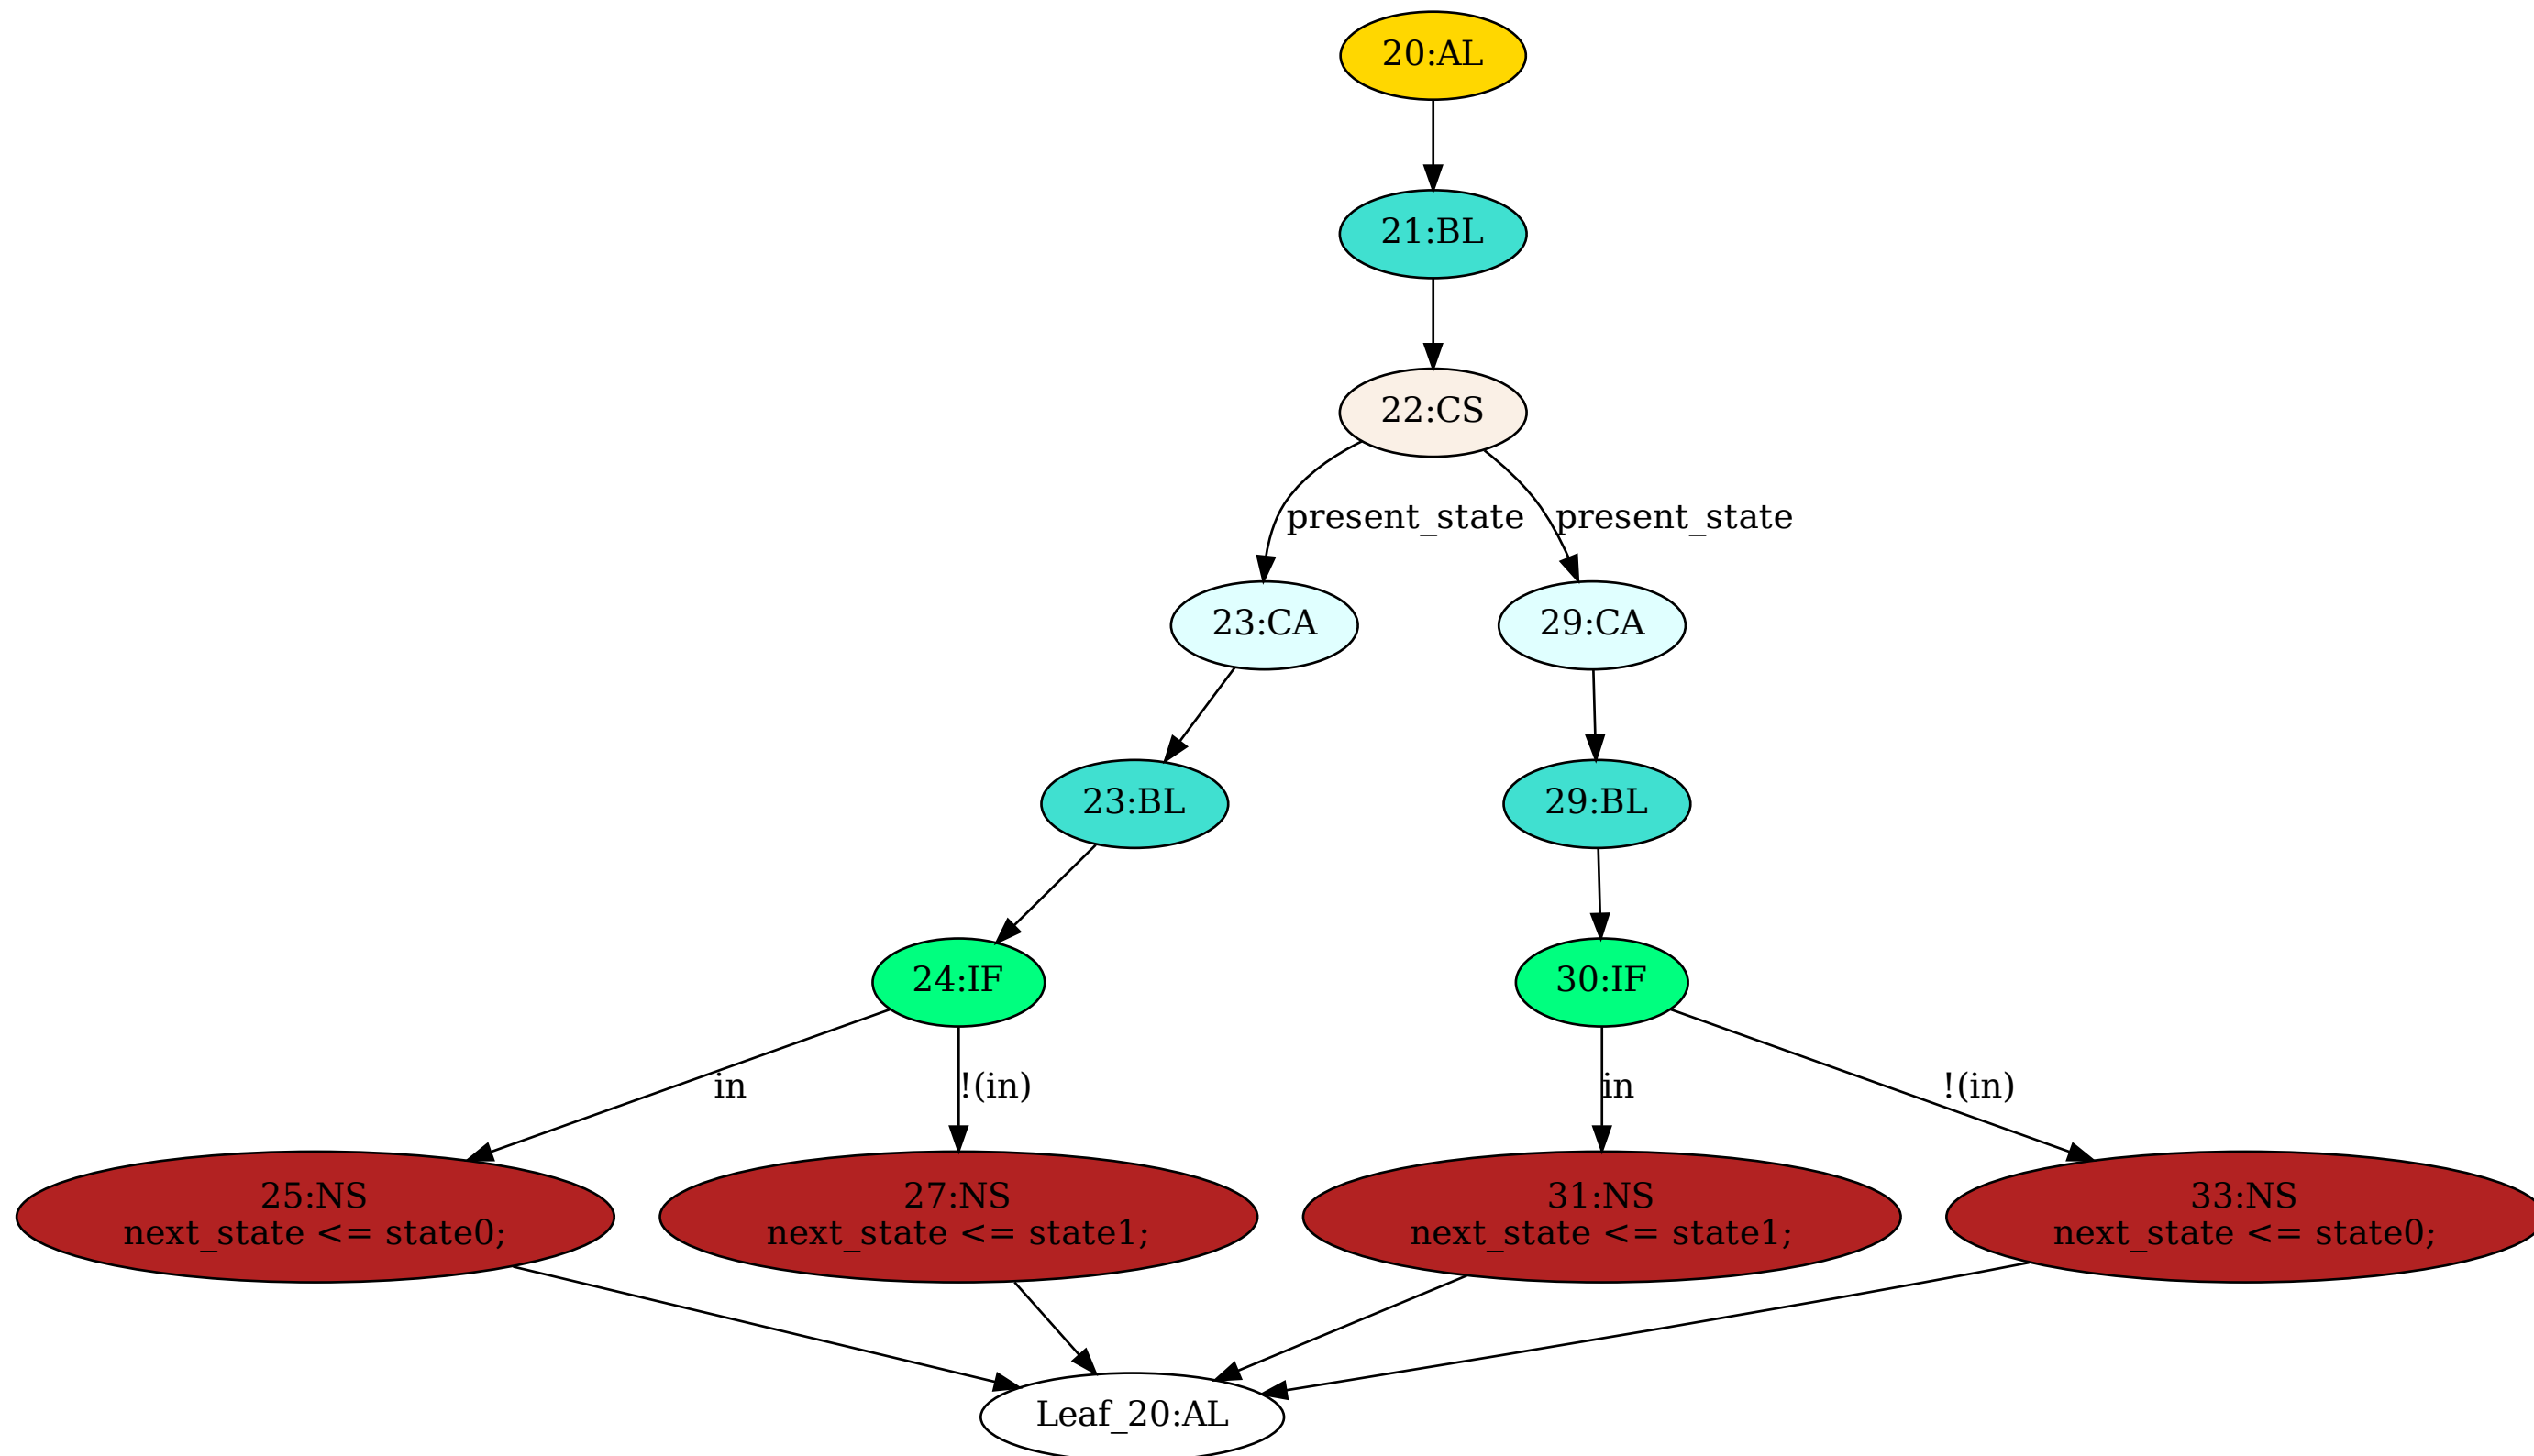 20:AL
21:BL
22:CS
present_state
present_state
23:CA
29:CA
23:BL
29:BL
24:IF
30:IF
in
!(in)
in
!(in)
25:NS
next_state <= state0;
27:NS
next_state <= state1;
31:NS
next_state <= state1;
33:NS
next_state <= state0;
Leaf_20:AL